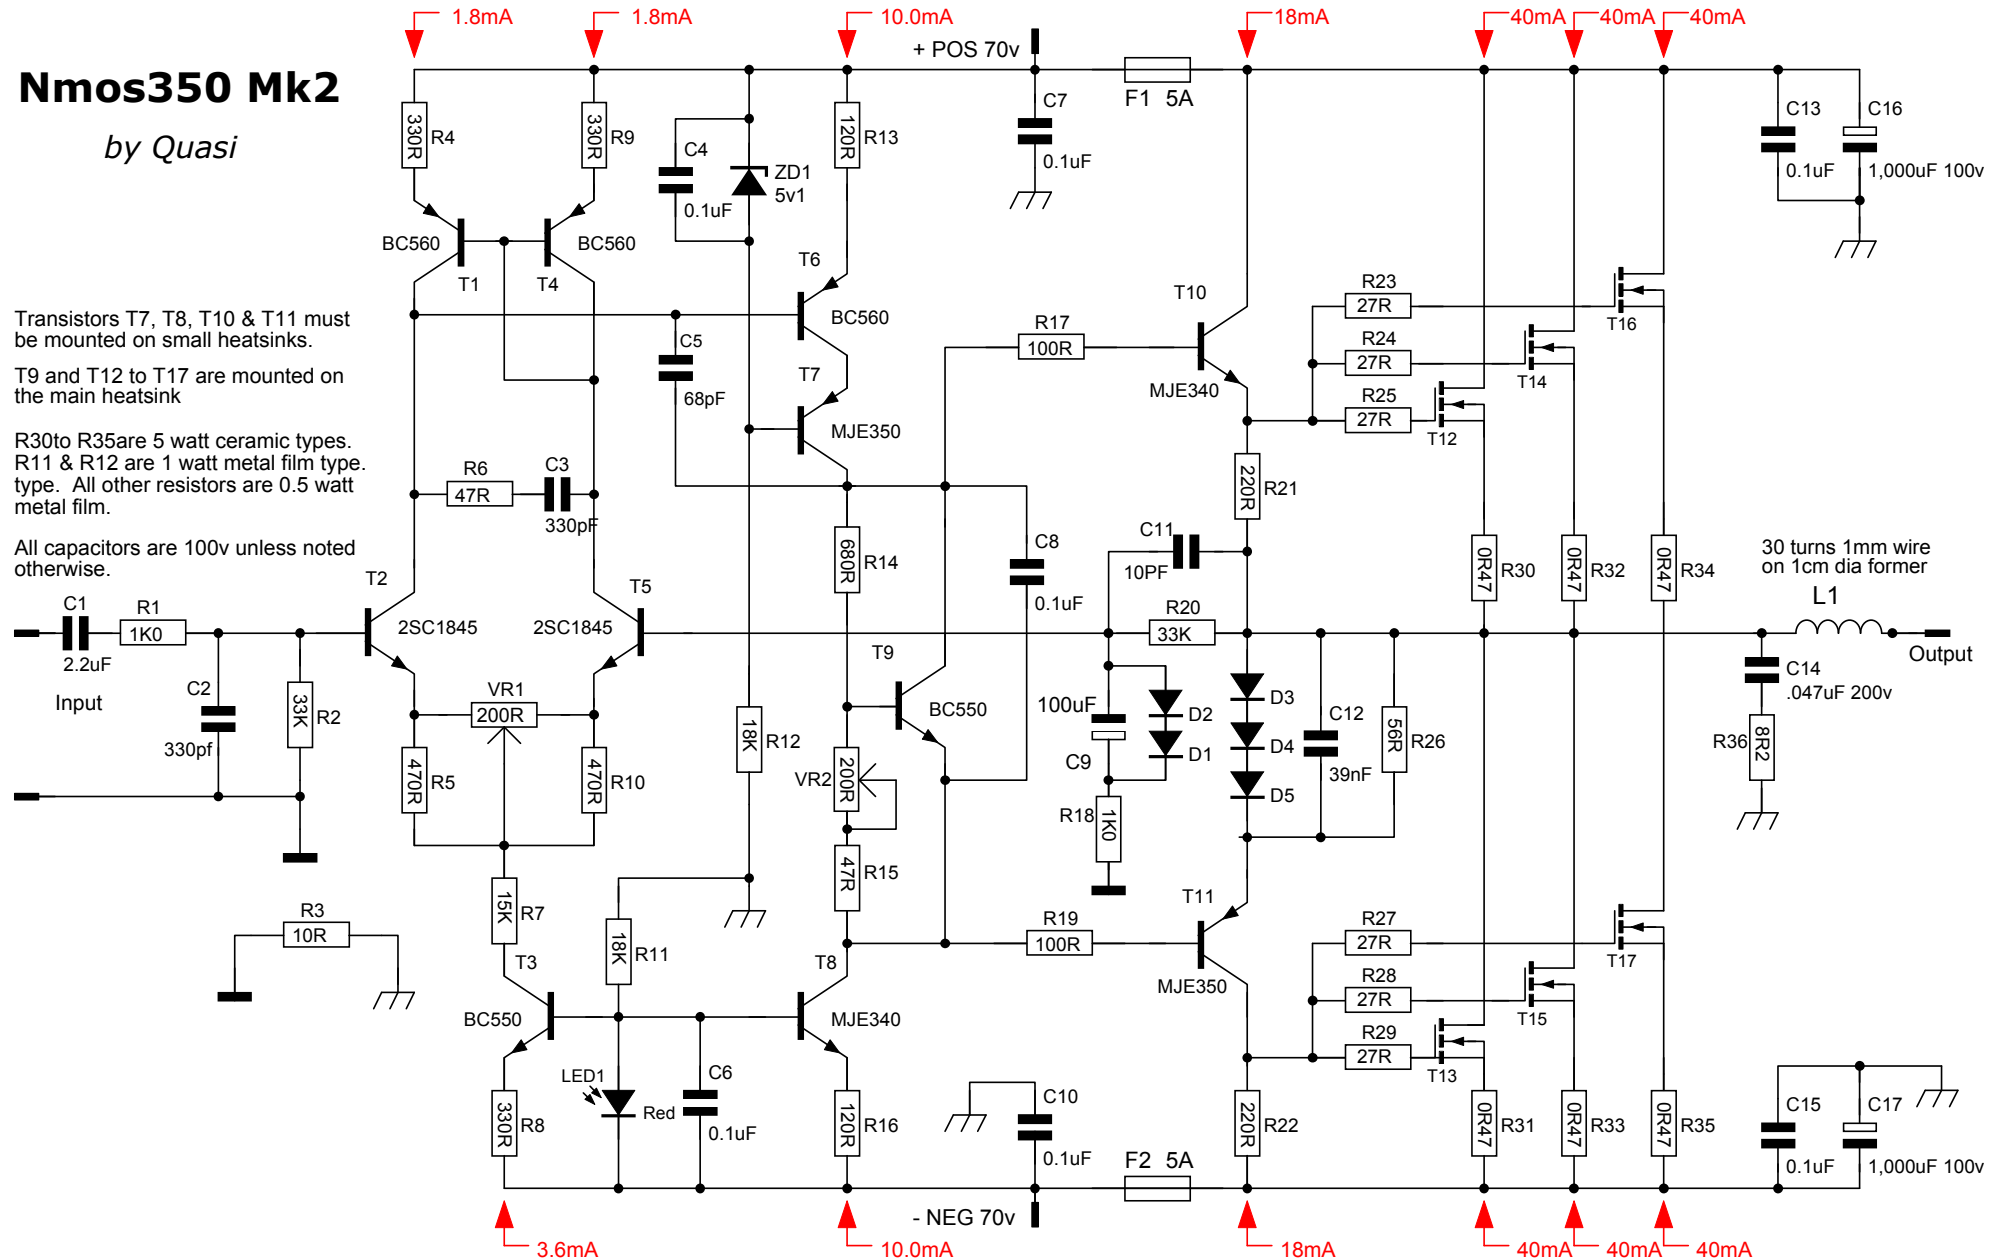 1.8mA
1.8mA
10.0mA
18mA
40mA
40mA
40mA
+ POS 70v
Nmos350 Mk2
by Quasi
F1 5A
330R
R4
330R
R9
C4
0.1uF
ZD1
5v1
120R
R13
C7
0.1uF
C13
0.1uF
C16
1,000uF 100v
BC560
T1
T4
BC560
T6
BC560
T10
MJE340
R17
100R
R23
27R
T16
R24
27R
T14
R25
27R
T12
Transistors T7, T8, T10 & T11 must
be mounted on small heatsinks.
T9 and T12 to T17 are mounted on
the main heatsink
R30to R35are 5 watt ceramic types.
R11 & R12 are 1 watt metal film type.
type. All other resistors are 0.5 watt
metal film.
All capacitors are 100v unless noted
otherwise.
C5
68pF
T7
MJE350
R6
47R
C3
330pF
220R
R21
C11
10PF
680R
R14
C8
0.1uF
0R47
R30
0R47
R32
0R47
R34
30 turns 1mm wire
on 1cm dia former
L1
C1
2.2uF
R1
1K0
T2
2SC1845
T5
2SC1845
R20
33K
Output
Input
C2
330pf
33K
R2
VR1
200R
T9
BC550
100uF
C9
D2
D1
D3
D4
D5
C12
39nF
56R
R26
C14
.047uF 200v
R36
8R2
18K
R12
470R
R5
470R
R10
VR2
200R
R18
1K0
47R
R15
15K
R7
R3
10R
18K
R11
T3
BC550
T8
MJE340
R19
100R
T11
MJE350
R27
27R
T17
R28
27R
T15
R29
27R
T13
LED1
Red
C6
0.1uF
330R
R8
120R
R16
C10
0.1uF
220R
R22
0R47
R31
0R47
R33
0R47
R35
C15
0.1uF
C17
1,000uF 100v
F2 5A
- NEG 70v
3.6mA
10.0mA
18mA
40mA
40mA
40mA